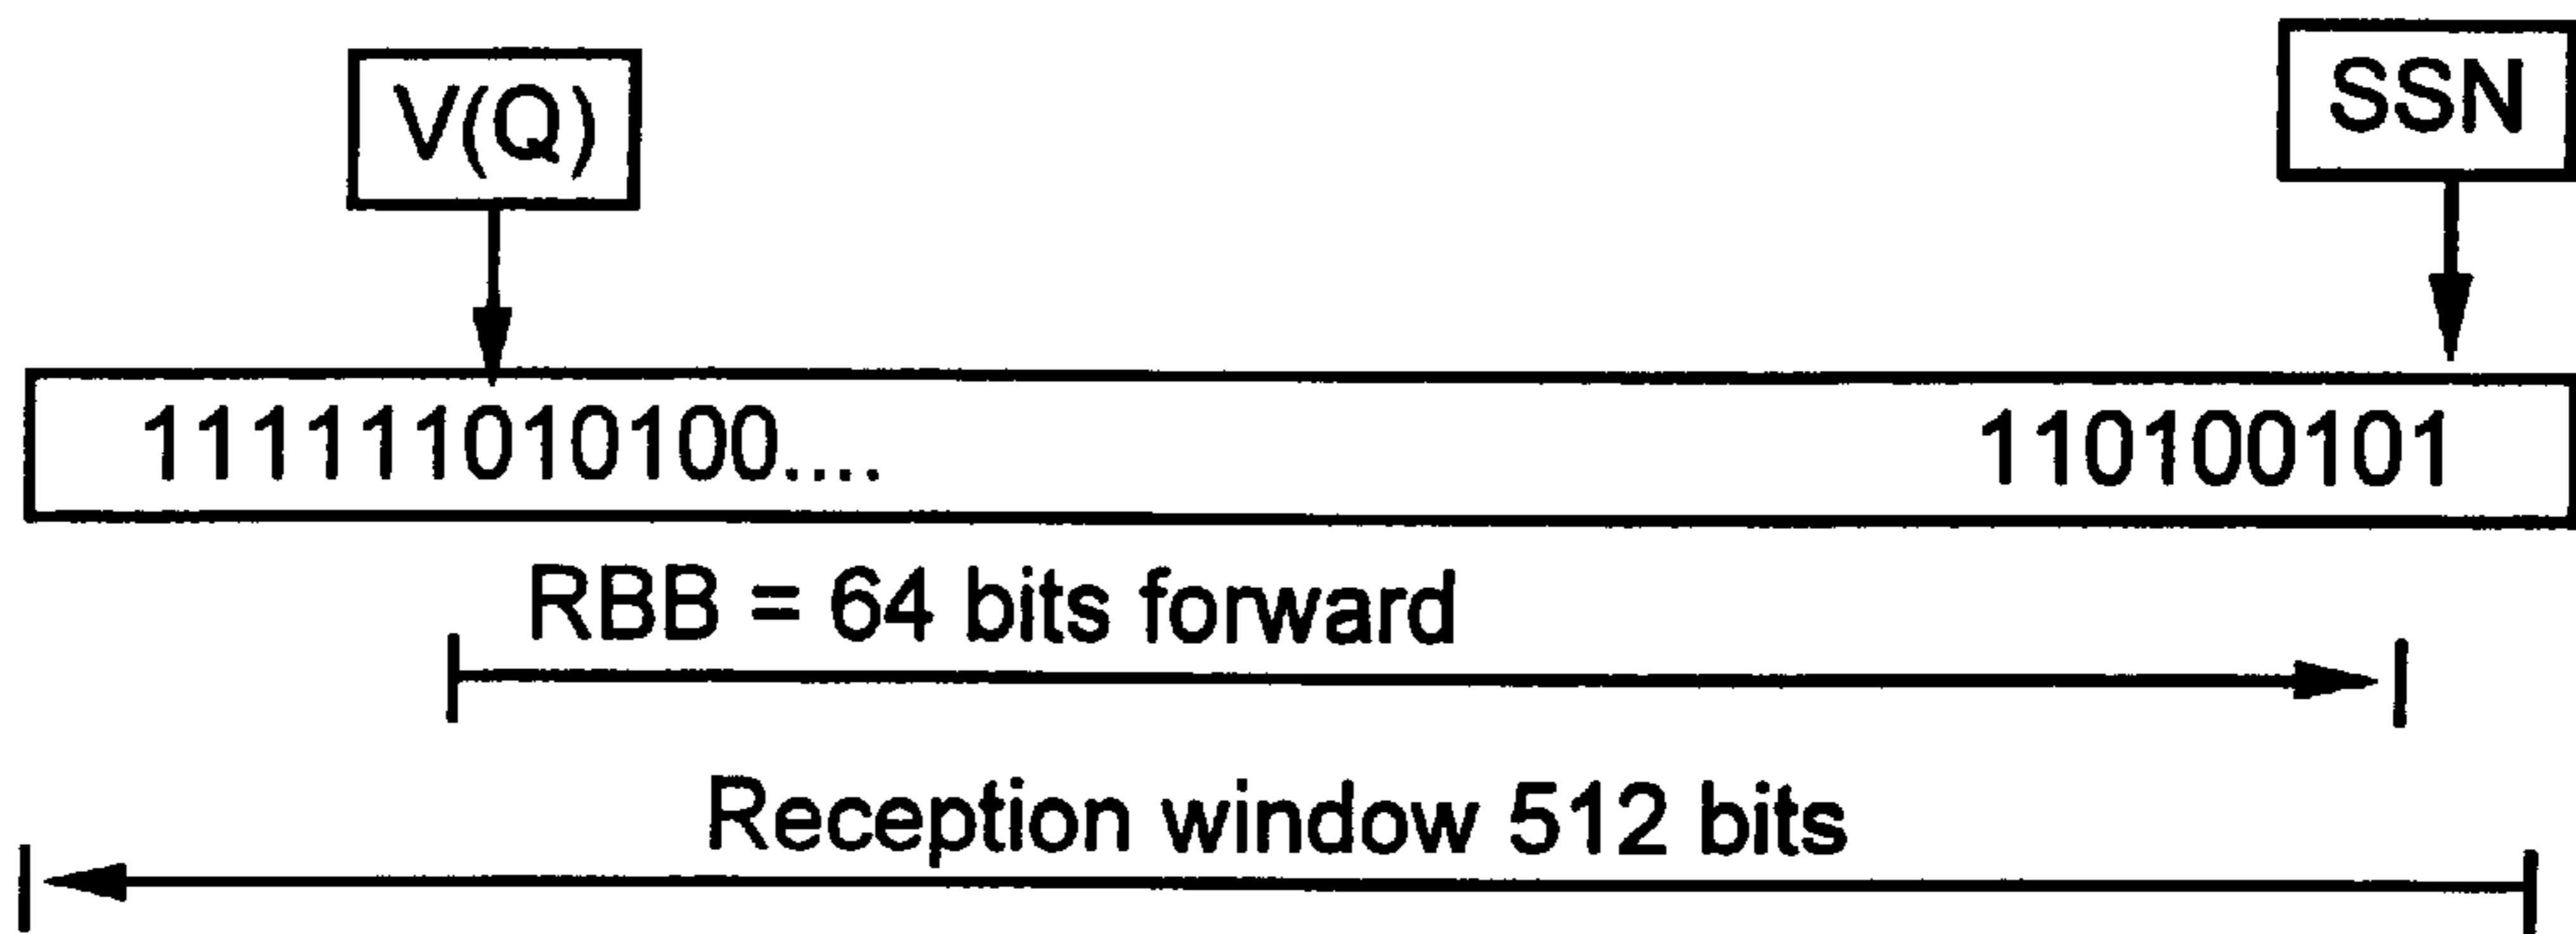 V(Q)
SSN
111111010100....
110100101
RBB = 64 bits forward
Reception window 512 bits